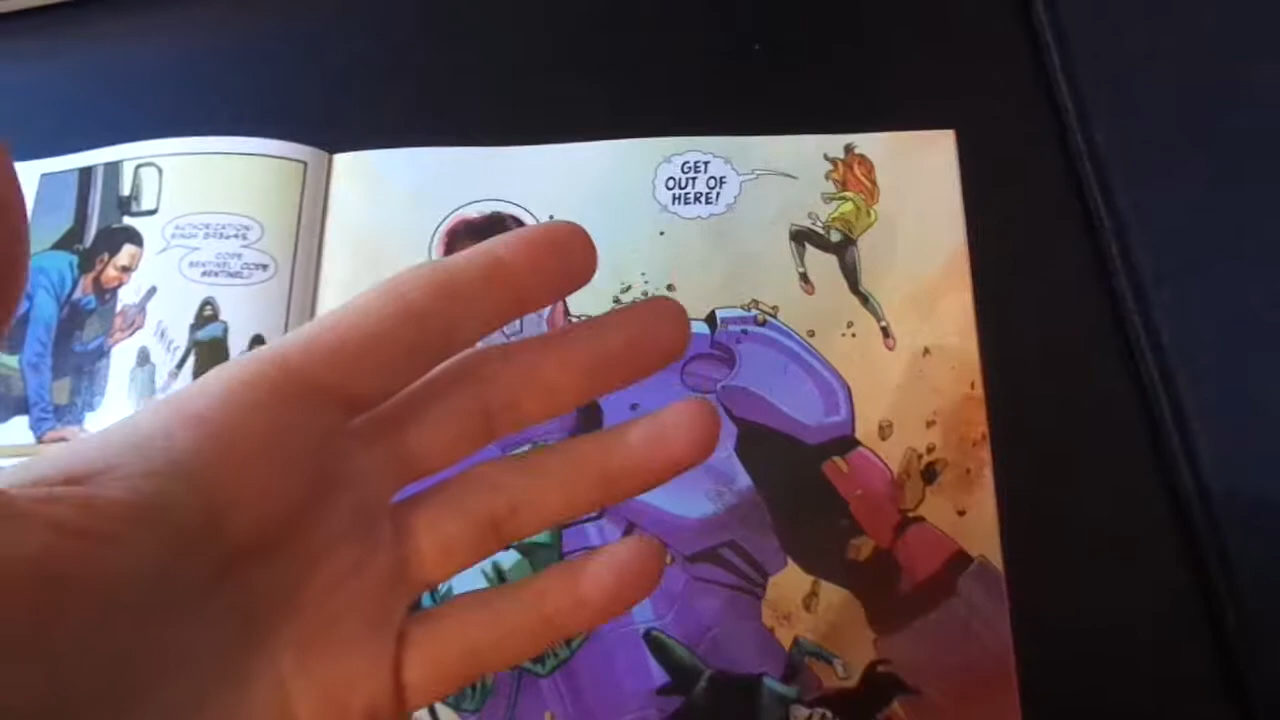 AUTHORIZATION:
CODE
SENTINEL! CODE
SENTINEL!
GET
OUT OF
HERE!